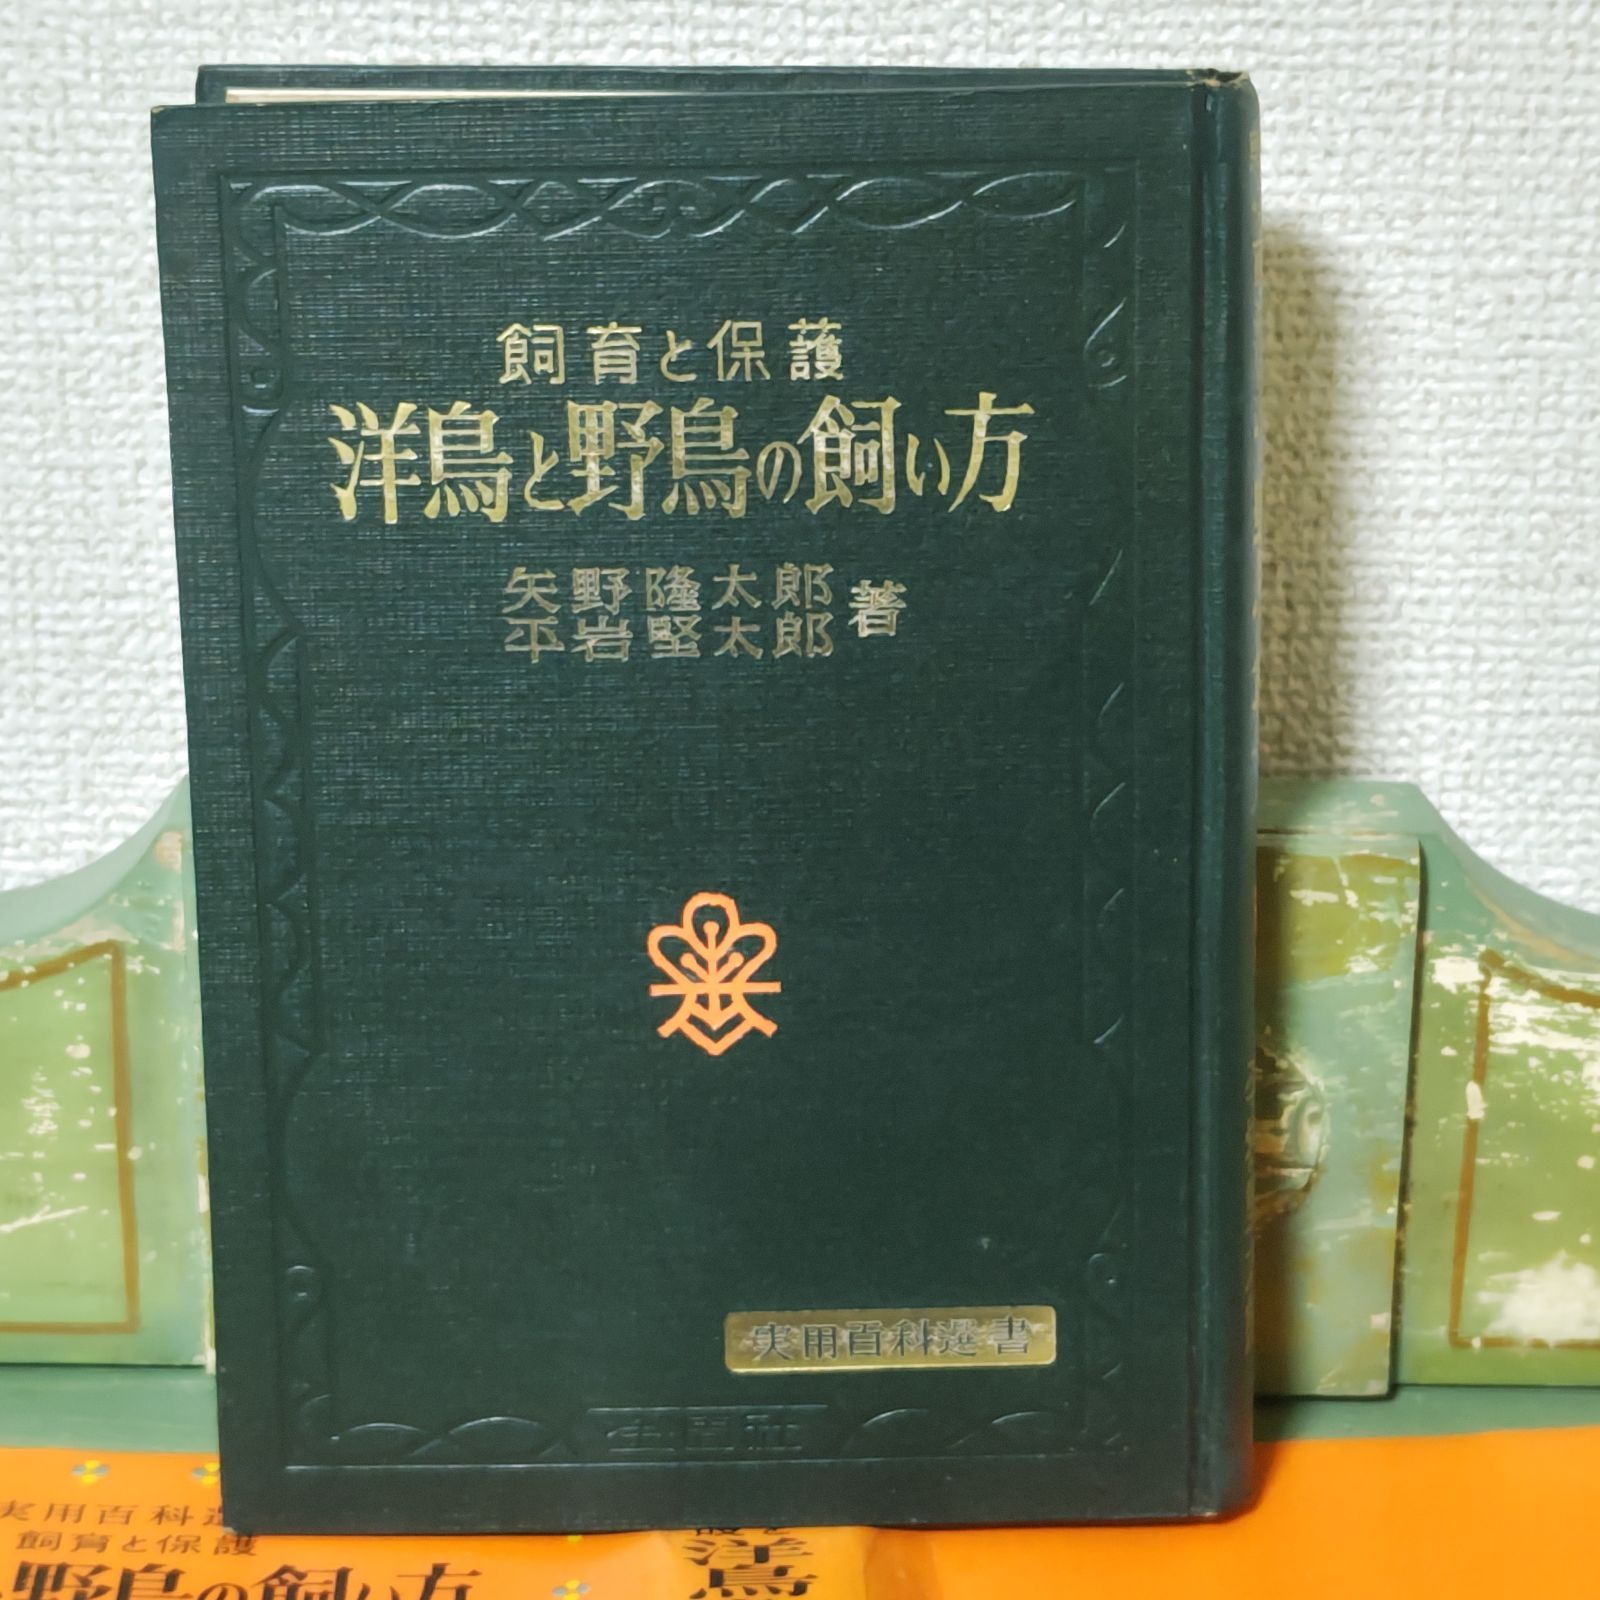 飼育と保護
洋鳥と野鳥の飼い方
矢野隆太郎
平岩堅太郎
著
実用百科選書
実用百科選
飼育と保護
野鳥の飼い方
洋鳥